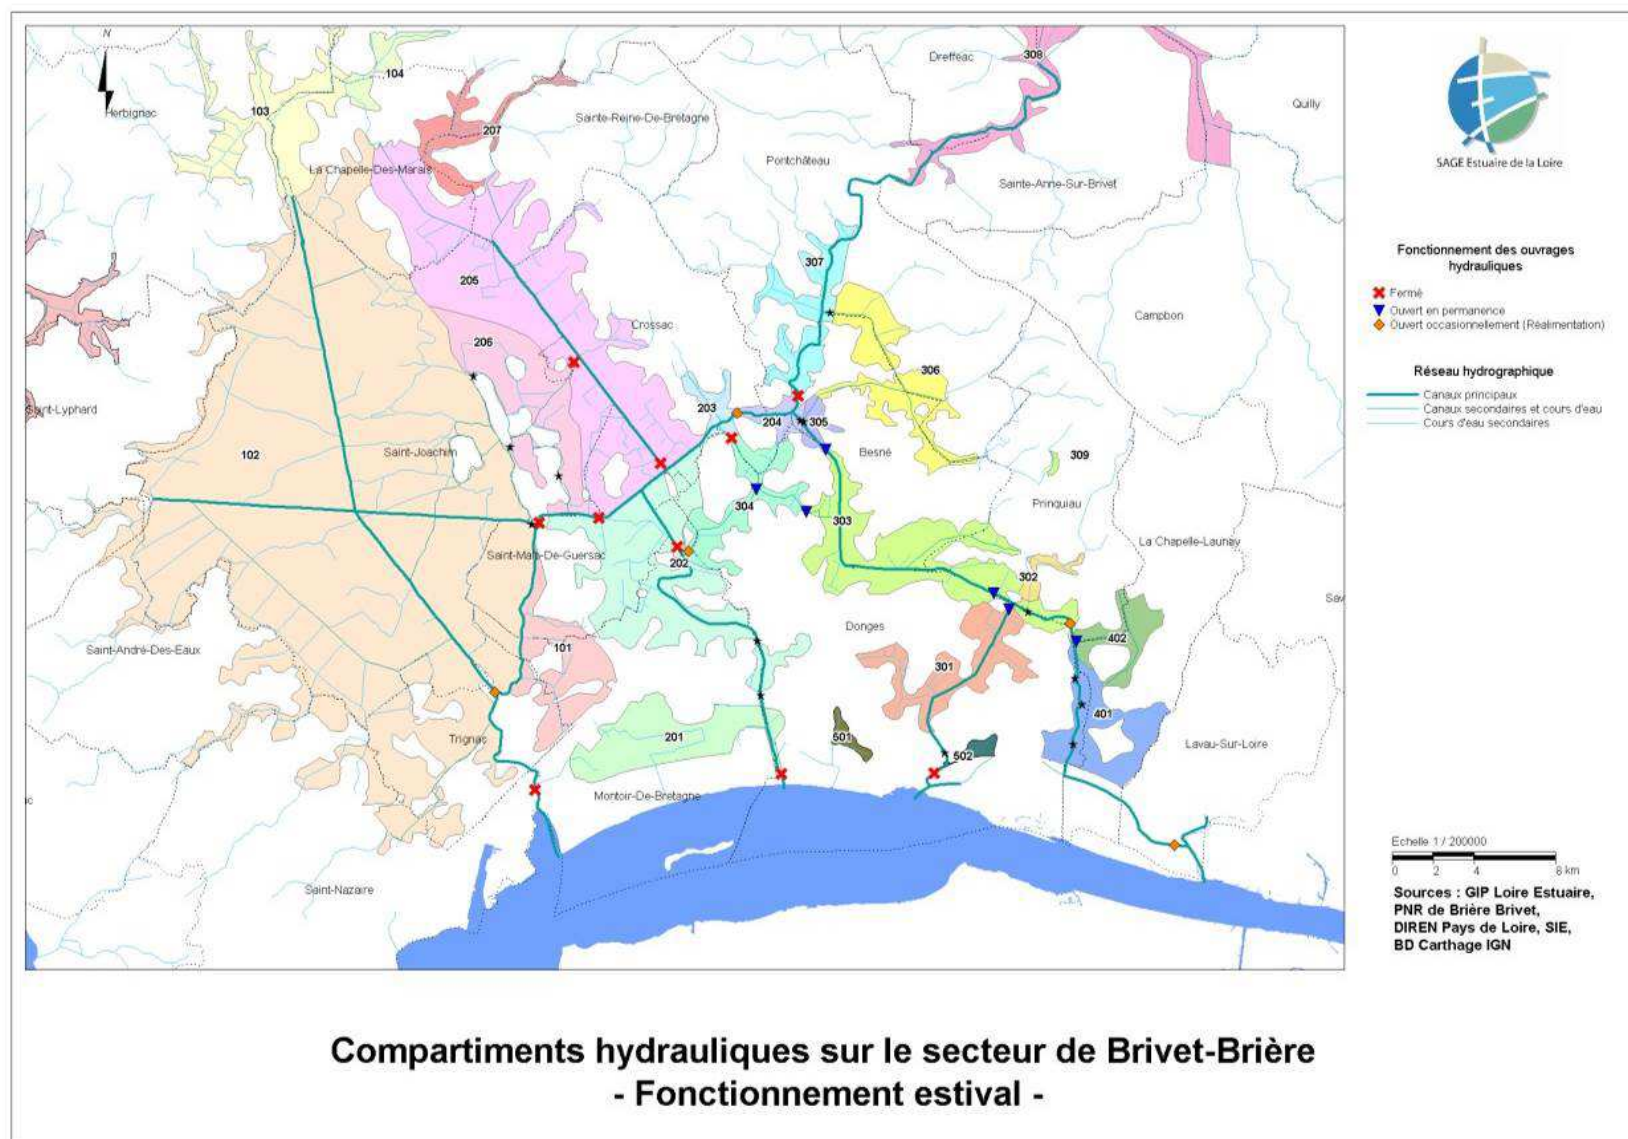 N
Dreffeac
308
104
Quilly
103
Herbignac
Sainte-Reine-De-Bretagne
207
Pontchâteau
SAGE Estuaire de la Loire
La Chapelle-Des-Marais
Sainte-Anne-Sur-Brivet
Fonctionnement des ouvrages
hydrauliques
307
205
Fermé
Ouvert en permanence
Ouvert occasionnellement (Réalimentation)
Crossac
Campbon
206
306
Réseau hydrographique
Canaux principaux
Canaux secondaires et cours d'eau
Cours d'eau secondaires
203
Saint-Lyphard
204
305
102
Saint-Joachim
Besné
309
Prinquiau
304
303
La Chapelle-Launay
Saint-Malo-De-Guersac
202
302
Sav
Donges
402
Saint-André-Des-Eaux
101
301
401
Trignac
201
501
Lavau-Sur-Loire
502
Montoir-De-Bretagne
Echelle 1 / 200000
0 2 4 8 km
Saint-Nazaire
Sources : GIP Loire Estuaire,
PNR de Brière Brivet,
DIREN Pays de Loire, SIE,
BD Carthage IGN
Compartiments hydrauliques sur le secteur de Brivet-Brière
- Fonctionnement estival -